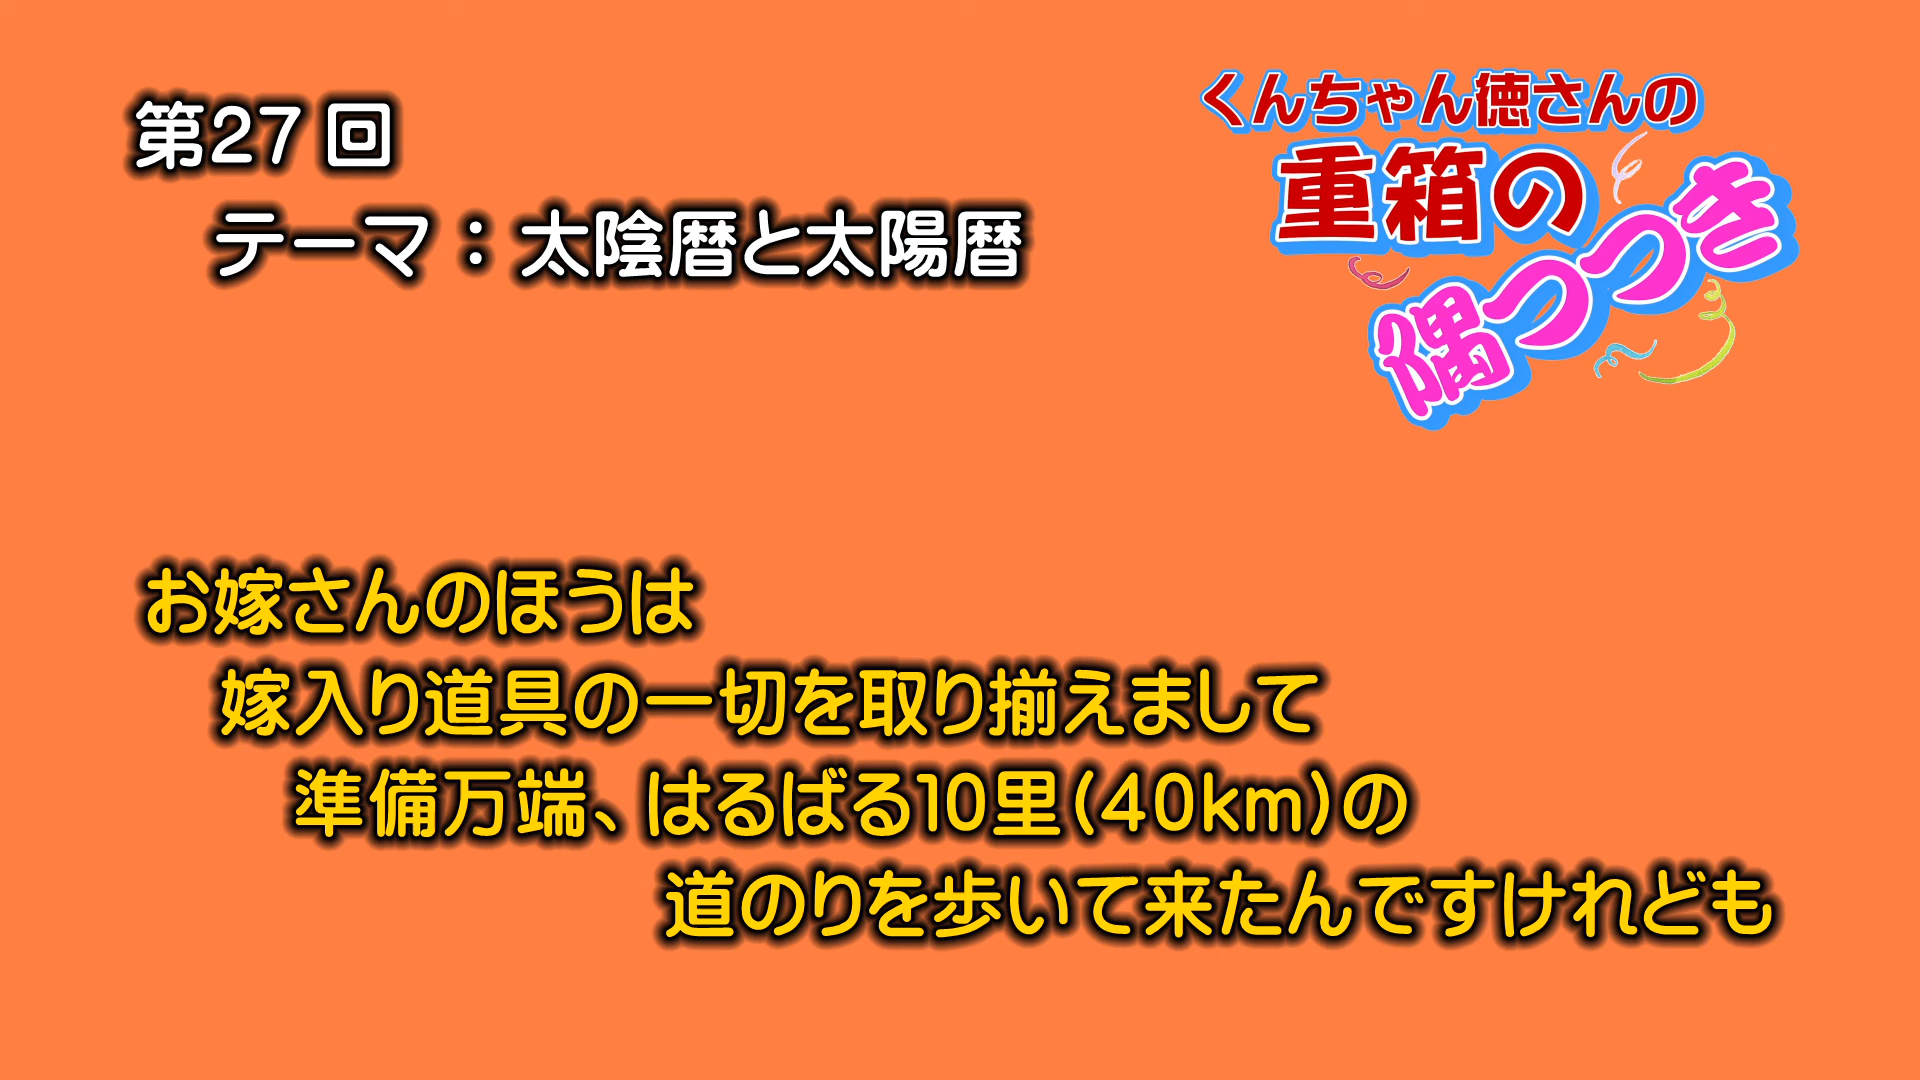 第27回
テーマ：太陰暦と太陽暦
くんちゃん徳さんの
重箱の
隅つつき
お嫁さんのほうは
嫁入り道具の一切を取り揃えまして
準備万端、はるばる10里(40km)の
道のりを歩いて来たんですけれども